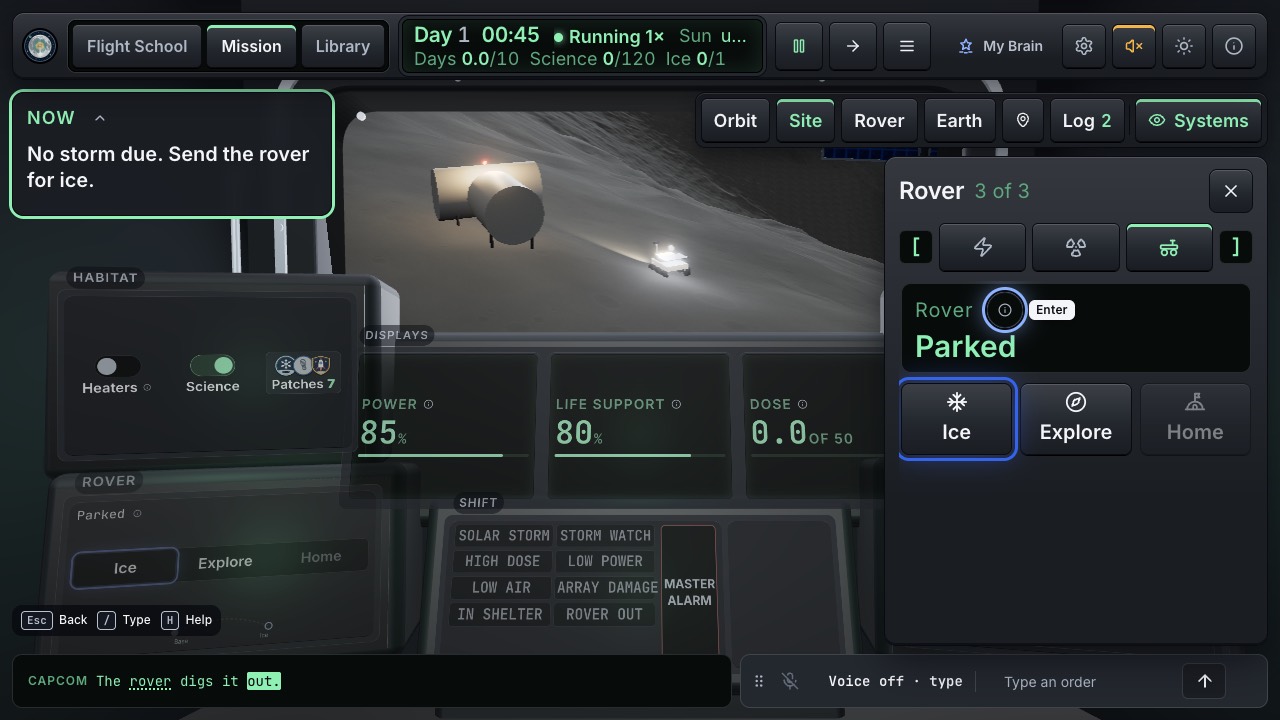 Flight School
Mission
Library
Day 1 00:45 Running 1× Sun u...
Days 0.0/10 Science 0/120 Ice 0/1
My Brain
NOW
No storm due. Send the rover
for ice.
Orbit
Site
Rover
Earth
Log 2
Systems
Rover 3 of 3
[
]
Rover
Enter
Parked
Ice
Explore
Home
HABITAT
Heaters
Science
Patches 7
DISPLAYS
POWER
85%
LIFE SUPPORT
80%
DOSE
0.0 OF 50
ROVER
Parked
Ice
Explore
Home
Base
SHIFT
SOLAR STORM
STORM WATCH
HIGH DOSE
LOW POWER
LOW AIR
ARRAY DAMAGE
IN SHELTER
ROVER OUT
MASTER
ALARM
Esc Back / Type H Help
CAPCOM The rover digs it out.
Voice off · type
Type an order